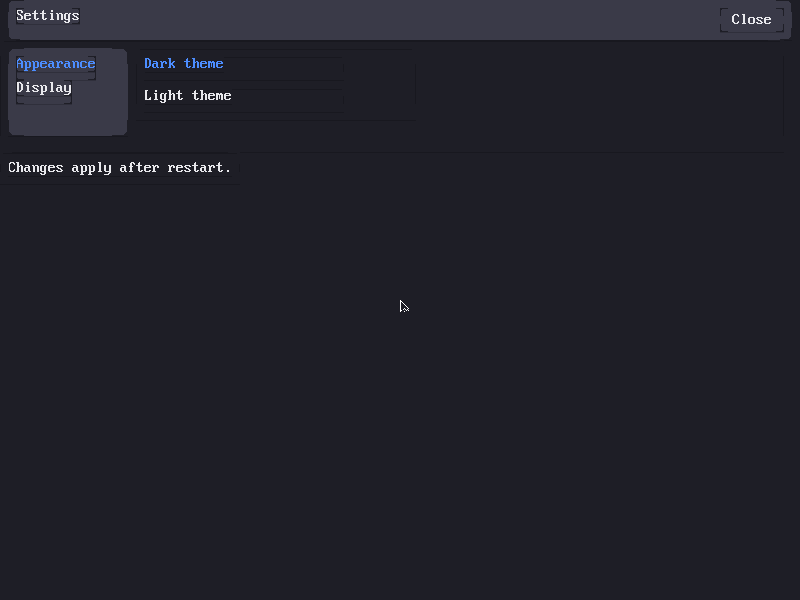 Settings
Close
Appearance
Dark theme
Display
Light theme
Changes apply after restart.